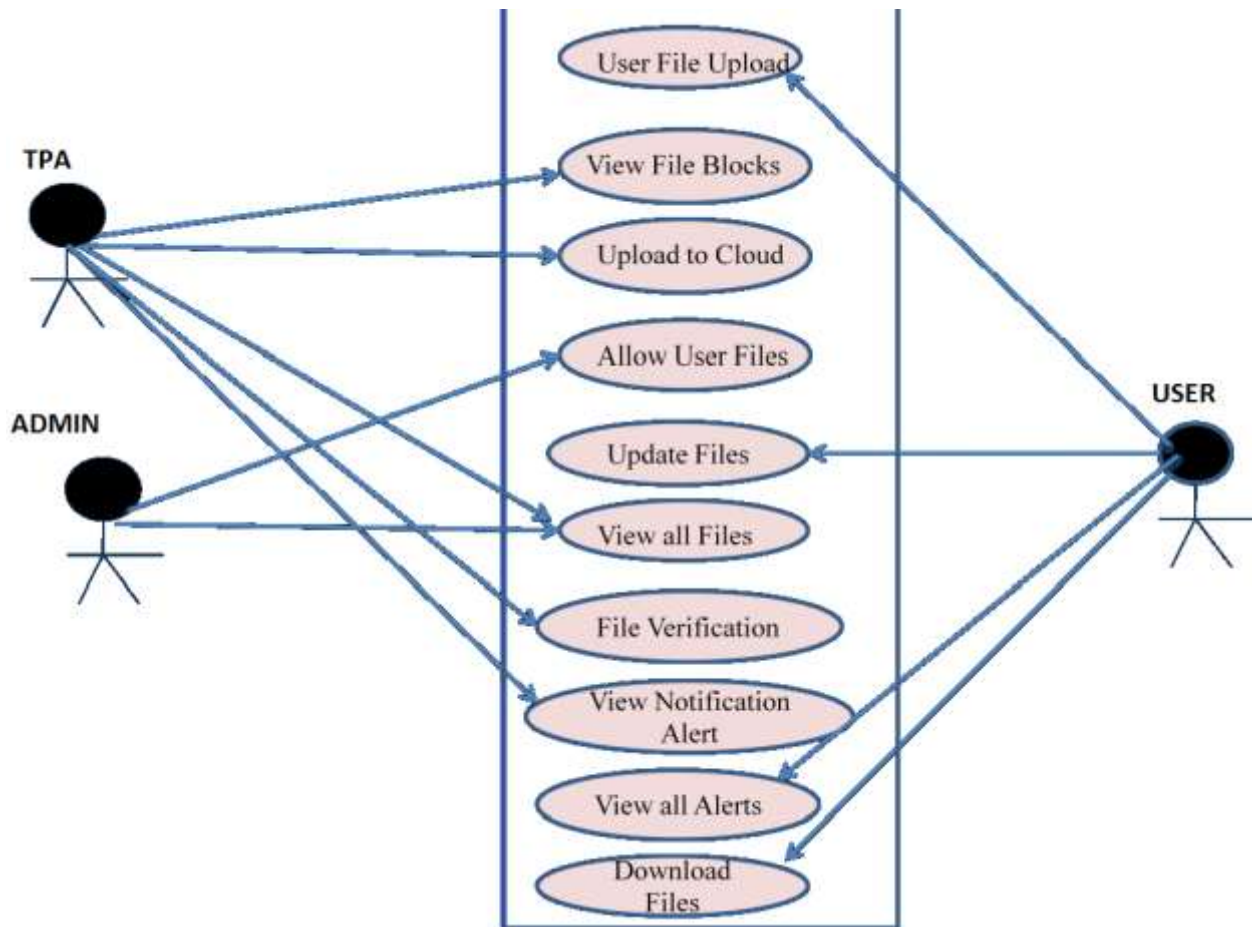 User File Upload
TPA
View File Blocks
Upload to Cloud
Allow User Files
USER
ADMIN
Update Files
View all Files
File Verification
View Notification
Alert
View all Alerts
Download
Files